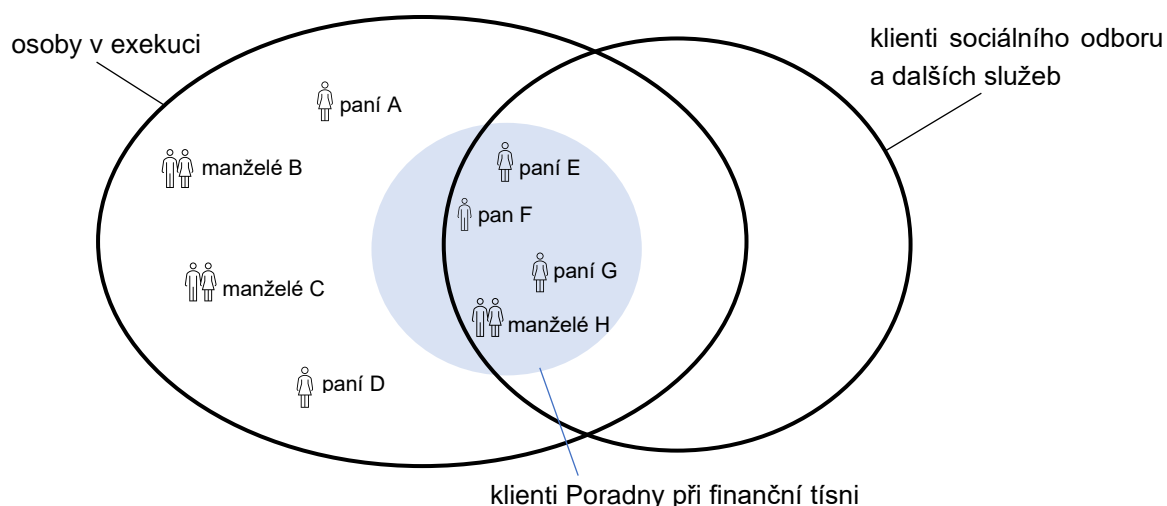 osoby v exekuci
klienti sociálního odboru
a dalších služeb
paní A
manželé B
paní E
pan F
paní G
manželé C
manželé H
paní D
klienti Poradny při finanční tísni